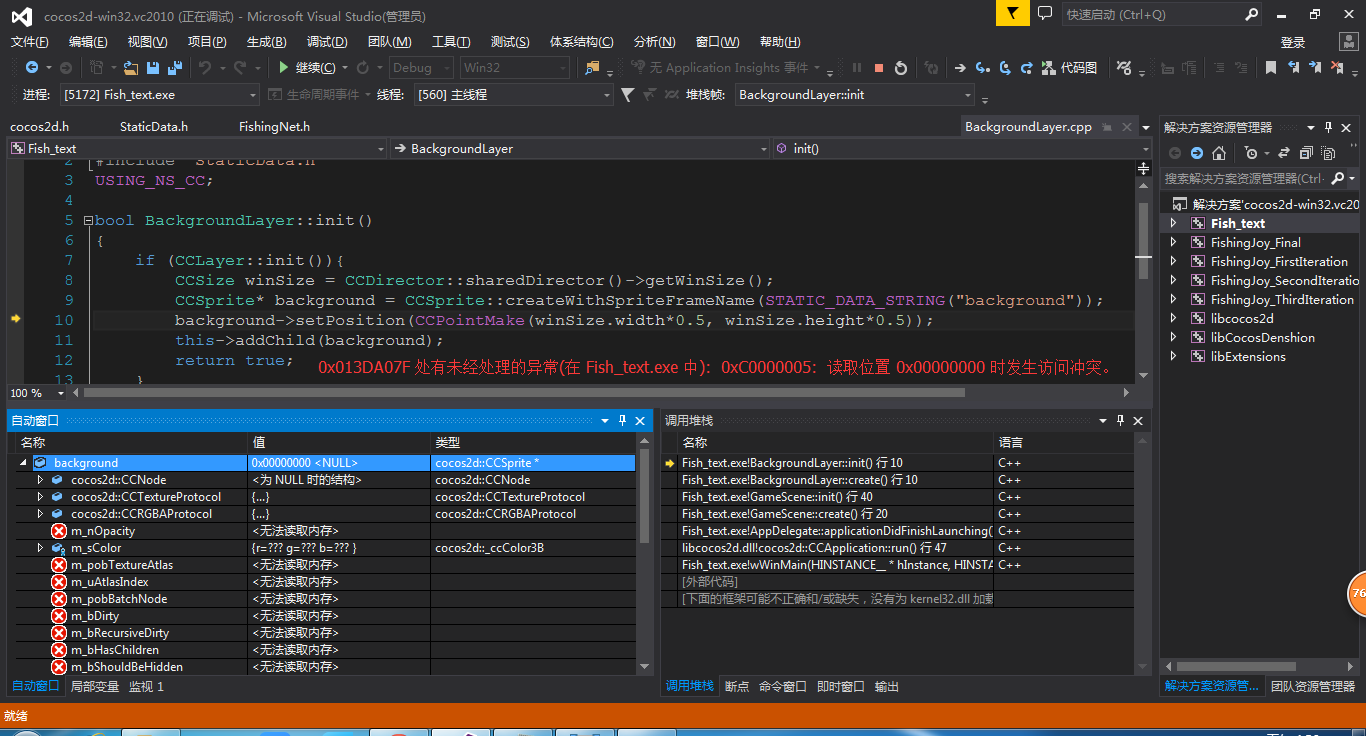 cocos2d-win32.vc2010 (正在调试) - Microsoft Visual Studio(管理员)
快速启动 (Ctrl+Q)
文件(F) 编辑(E) 视图(V) 项目(P) 生成(B) 调试(D) 团队(M) 工具(T) 测试(S) 体系结构(C) 分析(N) 窗口(W) 帮助(H) 登录
继续(C) Debug Win32 无 Application Insights 事件 代码图
进程: [5172] Fish_text.exe 生命周期事件 线程: [560] 主线程 堆栈帧: BackgroundLayer::init
cocos2d.h StaticData.h FishingNet.h BackgroundLayer.cpp
Fish_text BackgroundLayer init()
2 #include "StaticData.h"
3 USING_NS_CC;
4
5 bool BackgroundLayer::init()
6 {
7 if (CCLayer::init()){
8 CCSize winSize = CCDirector::sharedDirector()->getWinSize();
9 CCSprite* background = CCSprite::createWithSpriteFrameName(STATIC_DATA_STRING("background"));
10 background->setPosition(CCPointMake(winSize.width*0.5, winSize.height*0.5));
11 this->addChild(background);
12 return true;
0x013DA07F 处有未经处理的异常(在 Fish_text.exe 中): 0xC0000005: 读取位置 0x00000000 时发生访问冲突。
13 }
100 %
解决方案资源管理器
搜索解决方案资源管理器(Ctrl-
解决方案'cocos2d-win32.vc20
Fish_text
FishingJoy_Final
FishingJoy_FirstIteration
FishingJoy_SecondIteratio
FishingJoy_ThirdIteration
libcocos2d
libCocosDenshion
libExtensions
自动窗口
名称 值 类型
background 0x00000000 <NULL> cocos2d::CCSprite *
cocos2d::CCNode <为 NULL 时的结构> cocos2d::CCNode
cocos2d::CCTextureProtocol {...} cocos2d::CCTextureProtocol
cocos2d::CCRGBAProtocol {...} cocos2d::CCRGBAProtocol
m_nOpacity <无法读取内存>
m_sColor {r=??? g=??? b=??? } cocos2d::_ccColor3B
m_pobTextureAtlas <无法读取内存>
m_uAtlasIndex <无法读取内存>
m_pobBatchNode <无法读取内存>
m_bDirty <无法读取内存>
m_bRecursiveDirty <无法读取内存>
m_bHasChildren <无法读取内存>
m_bShouldBeHidden <无法读取内存>
自动窗口 局部变量 监视 1
调用堆栈
名称 语言
Fish_text.exe!BackgroundLayer::init() 行 10 C++
Fish_text.exe!BackgroundLayer::create() 行 10 C++
Fish_text.exe!GameScene::init() 行 40 C++
Fish_text.exe!GameScene::create() 行 20 C++
Fish_text.exe!AppDelegate::applicationDidFinishLaunching() C++
libcocos2d.dll!cocos2d::CCApplication::run() 行 47 C++
Fish_text.exe!wWinMain(HINSTANCE__ * hInstance, HINSTA C++
[外部代码]
[下面的框架可能不正确和/或缺失，没有为 kernel32.dll 加载
76
调用堆栈 断点 命令窗口 即时窗口 输出
解决方案资源管... 团队资源管理器
就绪